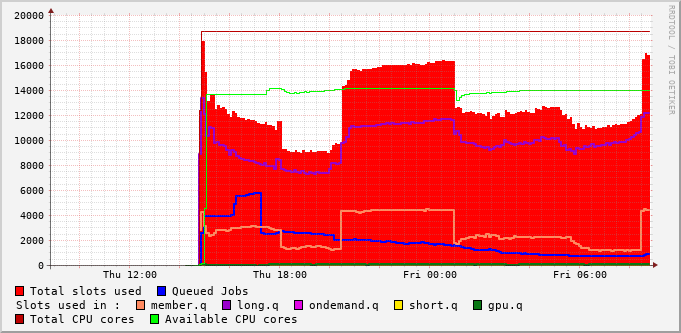 20000
18000
16000
14000
12000
10000
8000
6000
4000
2000
0
Thu 12:00 Thu 18:00 Fri 00:00 Fri 06:00
RRDTOOL / TOBI OETIKER
Total slots used Queued Jobs
Slots used in : member.q long.q ondemand.q short.q gpu.q
Total CPU cores Available CPU cores